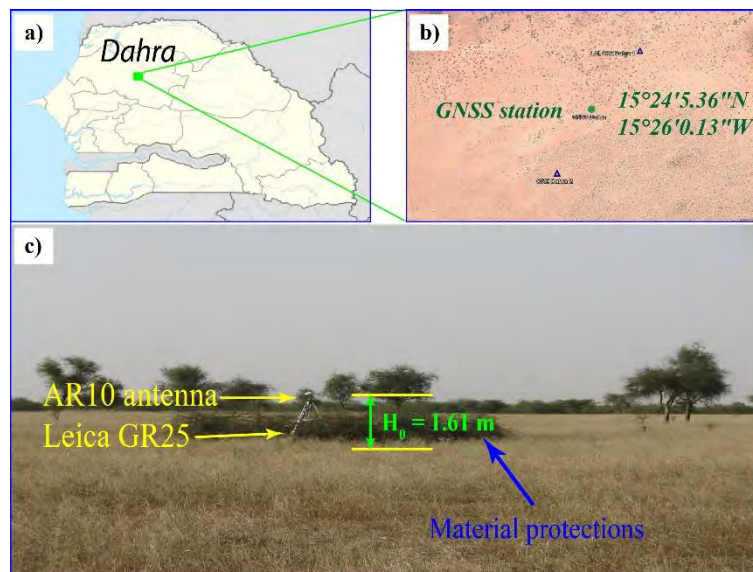 a)
Dahra
b)
GNSS station
15°24'5.36"N
15°26'0.13"W
c)
AR10 antenna
Leica GR25
H₀ = 1.61 m
Material protections